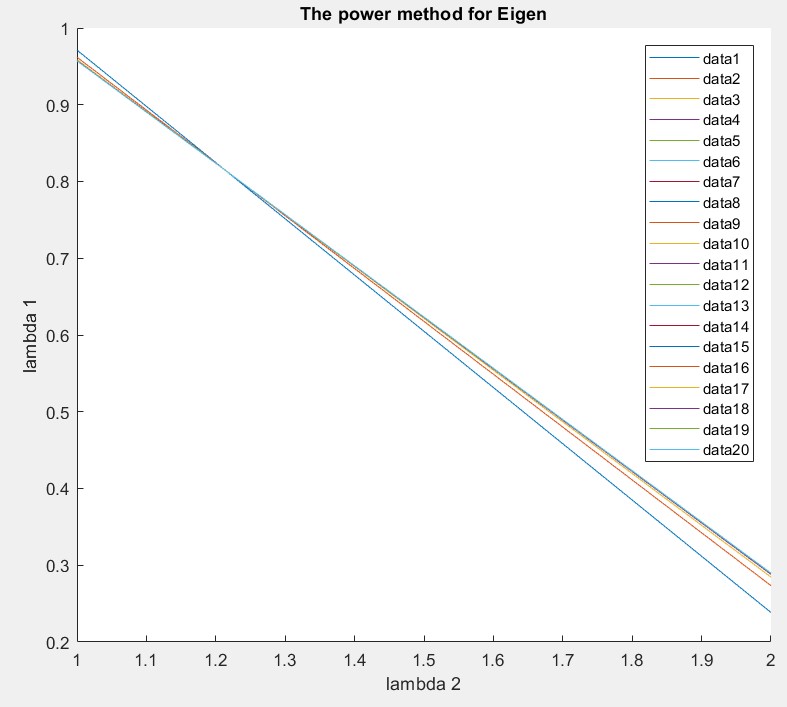 The power method for Eigen
1
0.9
0.8
0.7
0.6
0.5
0.4
0.3
0.2
lambda 1
1 1.1 1.2 1.3 1.4 1.5 1.6 1.7 1.8 1.9 2
lambda 2
data1
data2
data3
data4
data5
data6
data7
data8
data9
data10
data11
data12
data13
data14
data15
data16
data17
data18
data19
data20